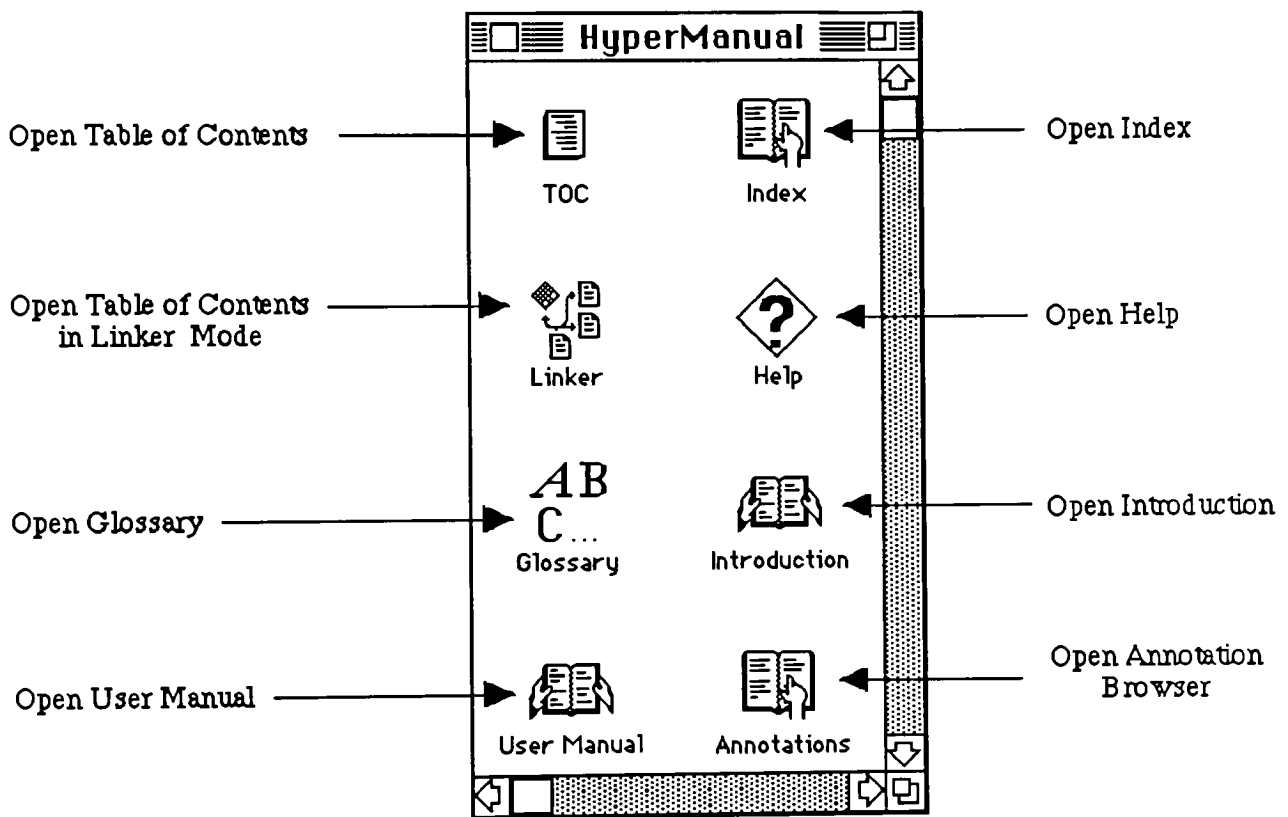 HyperManual
Open Table of Contents
TOC
Index
Open Index
Open Table of Contents
in Linker Mode
Linker
?
Help
Open Help
Open Glossary
AB
C...
Glossary
Introduction
Open Introduction
Open User Manual
User Manual
Annotations
Open Annotation
Browser